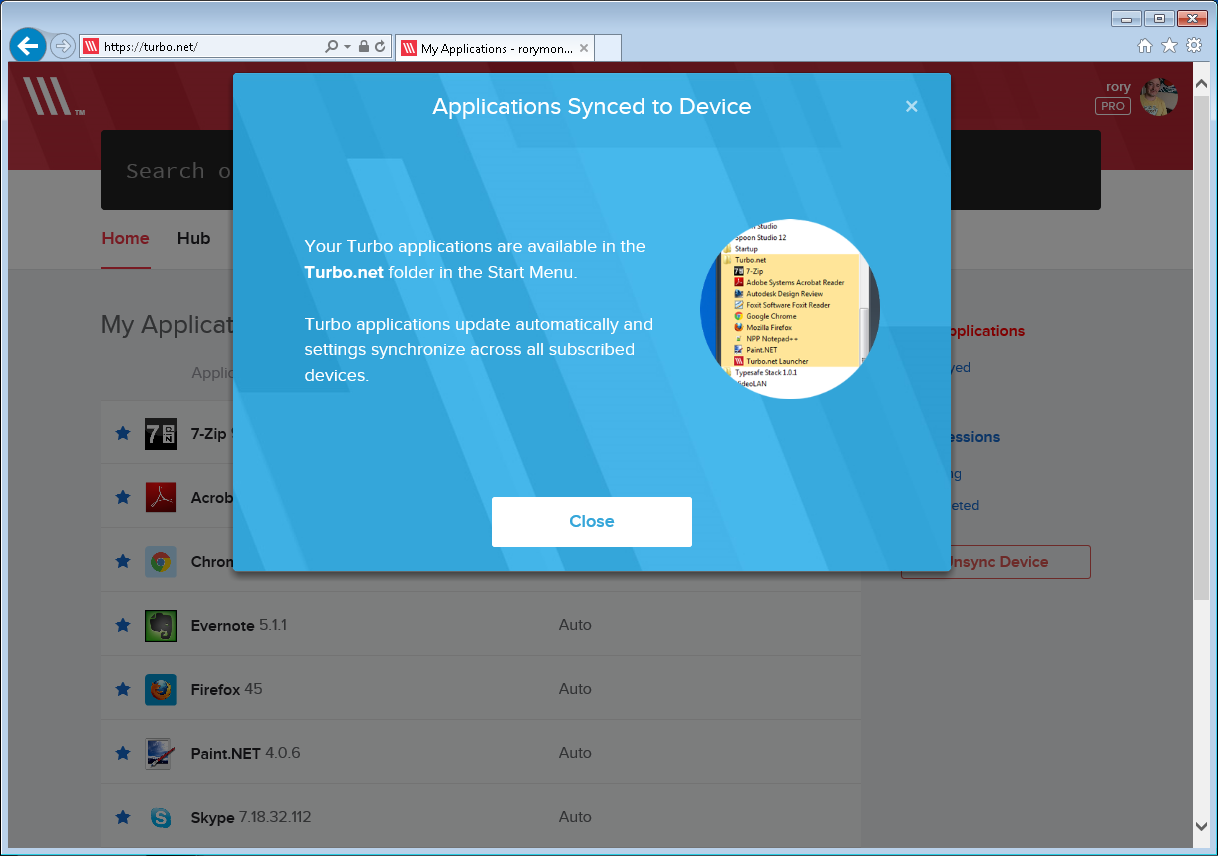 https://turbo.net/
My Applications - rorymon...
TM
rory
PRO
Applications Synced to Device
Search o
Home Hub
Your Turbo applications are available in the
Turbo.net folder in the Start Menu.
Turbo applications update automatically and
settings synchronize across all subscribed
devices.
Studio
Spoon Studio 12
Startup
Turbo.net
7-Zip
Adobe Systems Acrobat Reader
Autodesk Design Review
Foxit Software Foxit Reader
Google Chrome
Mozilla Firefox
NPP Notepad++
Paint.NET
Turbo.net Launcher
Typesafe Stack 1.0.1
VideoLAN
Close
My Applicat
Applic
7-Zip
Acrob
Chrom
Evernote 5.1.1 Auto
Firefox 45 Auto
Paint.NET 4.0.6 Auto
Skype 7.18.32.112 Auto
pplications
yed
essions
ng
eted
Unsync Device